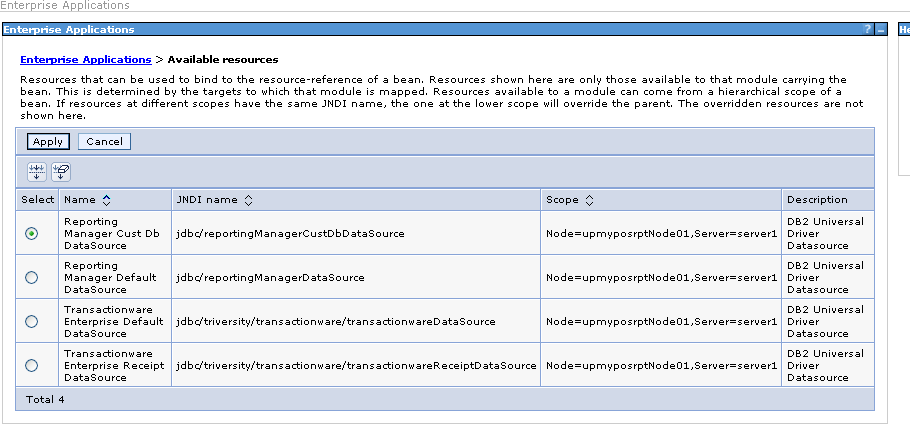 Enterprise Applications
Enterprise Applications ? –
He
Enterprise Applications > Available resources
Resources that can be used to bind to the resource-reference of a bean. Resources shown here are only those available to that module carrying the
bean. This is determined by the targets to which that module is mapped. Resources available to a module can come from a hierarchical scope of a
bean. If resources at different scopes have the same JNDI name, the one at the lower scope will override the parent. The overridden resources are not
shown here.
Apply Cancel
Select Name JNDI name Scope Description
Reporting
Manager Cust Db
DataSource
jdbc/reportingManagerCustDbDataSource
Node=upmyposrptNode01,Server=server1
DB2 Universal
Driver
Datasource
Reporting
Manager Default
DataSource
jdbc/reportingManagerDataSource
Node=upmyposrptNode01,Server=server1
DB2 Universal
Driver
Datasource
Transactionware
Enterprise Default
DataSource
jdbc/triversity/transactionware/transactionwareDataSource
Node=upmyposrptNode01,Server=server1
DB2 Universal
Driver
Datasource
Transactionware
Enterprise Receipt
DataSource
jdbc/triversity/transactionware/transactionwareReceiptDataSource
Node=upmyposrptNode01,Server=server1
DB2 Universal
Driver
Datasource
Total 4